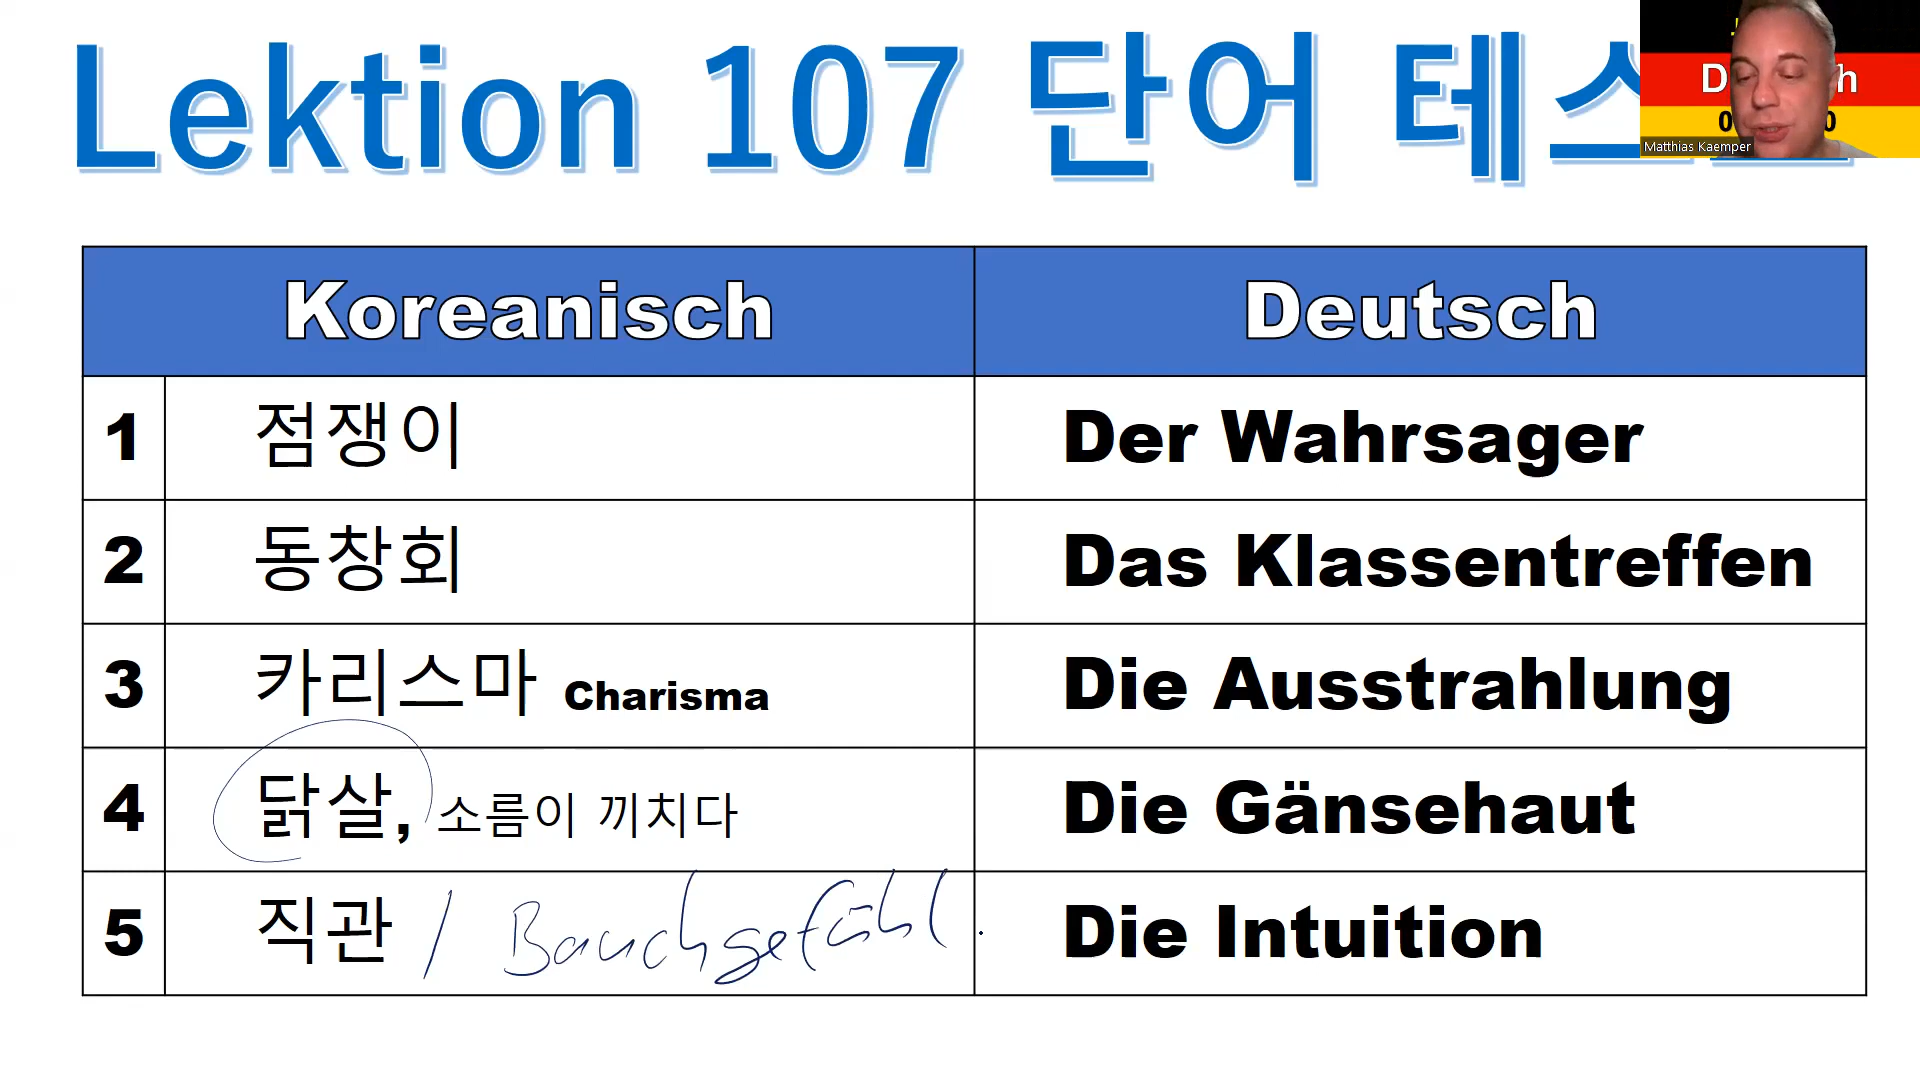 Lektion 107 단어 테스
D h
0 0
Matthias Kaemper
Koreanisch Deutsch
1 점쟁이 Der Wahrsager
2 동창회 Das Klassentreffen
3 카리스마 Charisma Die Ausstrahlung
4 닭살, 소름이 끼치다 Die Gänsehaut
5 직관 / Bauchgefühl Die Intuition